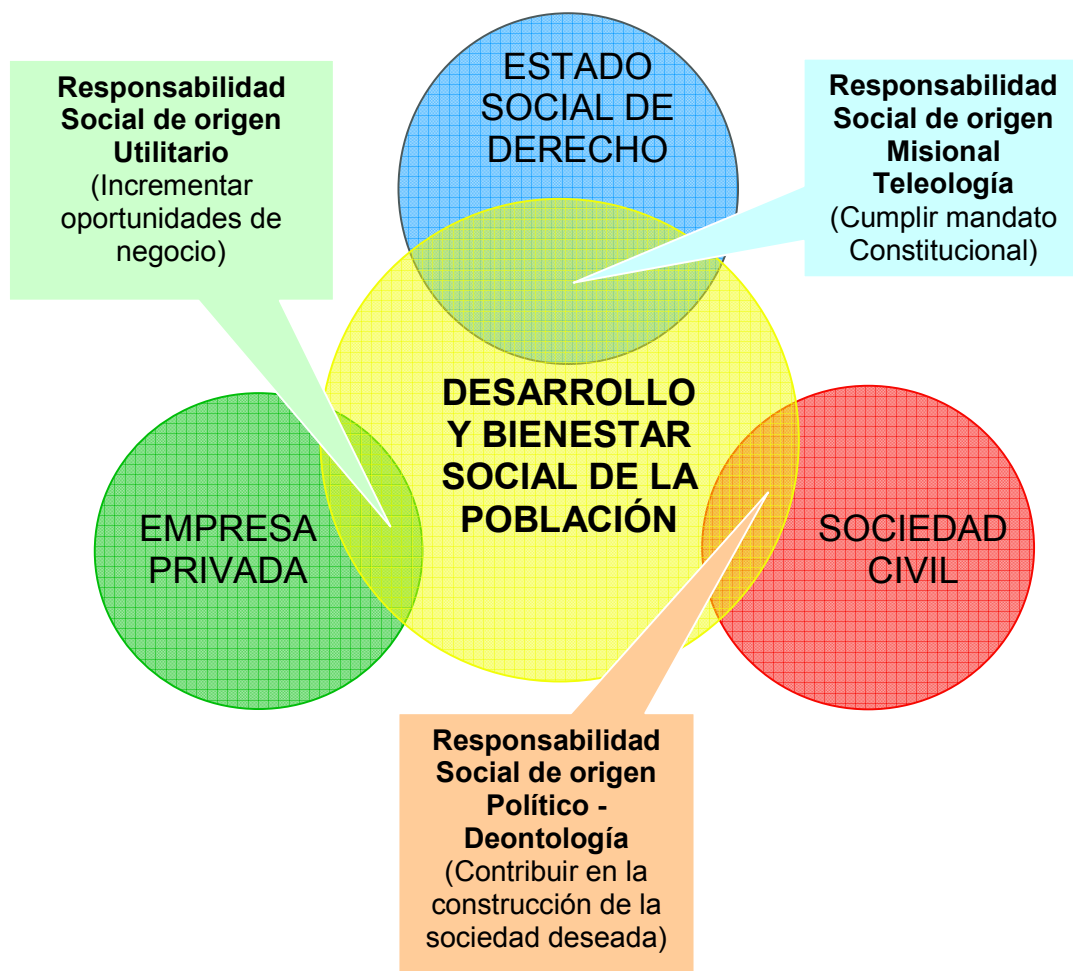 ESTADO
SOCIAL DE
DERECHO
Responsabilidad
Social de origen
Utilitario
(Incrementar
oportunidades de
negocio)
Responsabilidad
Social de origen
Misional
Teleología
(Cumplir mandato
Constitucional)
DESARROLLO
Y BIENESTAR
SOCIAL DE LA
POBLACIÓN
EMPRESA
PRIVADA
SOCIEDAD
CIVIL
Responsabilidad
Social de origen
Político -
Deontología
(Contribuir en la
construcción de la
sociedad deseada)